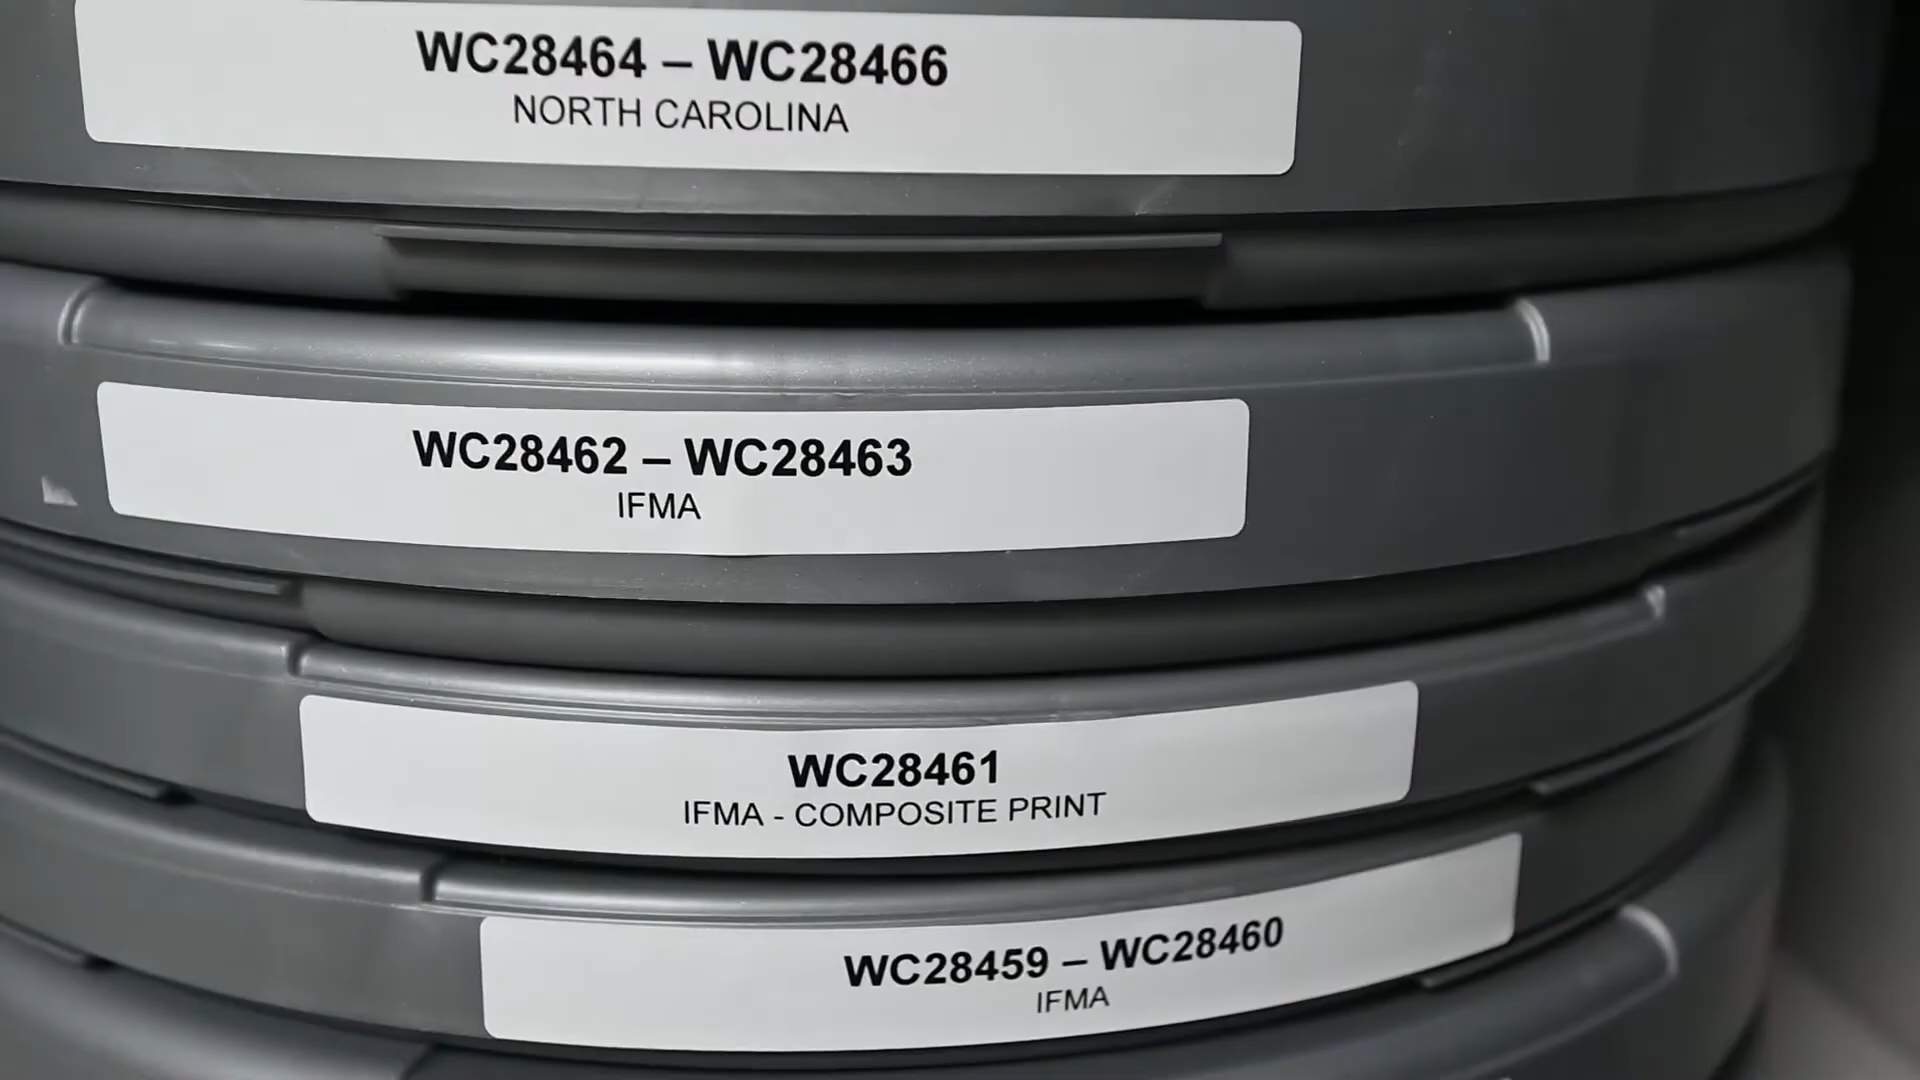 WC28464 – WC28466
NORTH CAROLINA
WC28462 – WC28463
IFMA
WC28461
IFMA - COMPOSITE PRINT
WC28459 – WC28460
IFMA